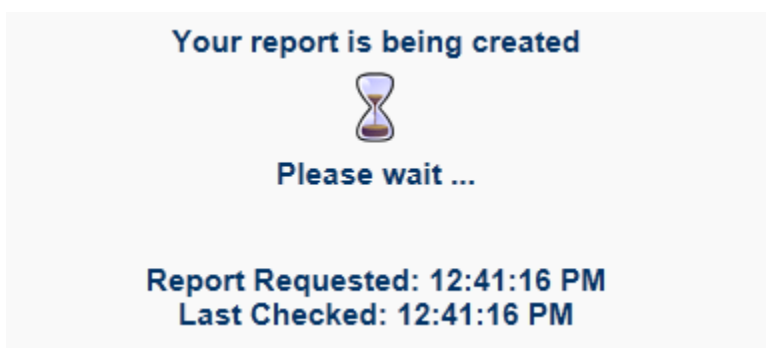 Your report is being created
Please wait ...
Report Requested: 12:41:16 PM
Last Checked: 12:41:16 PM